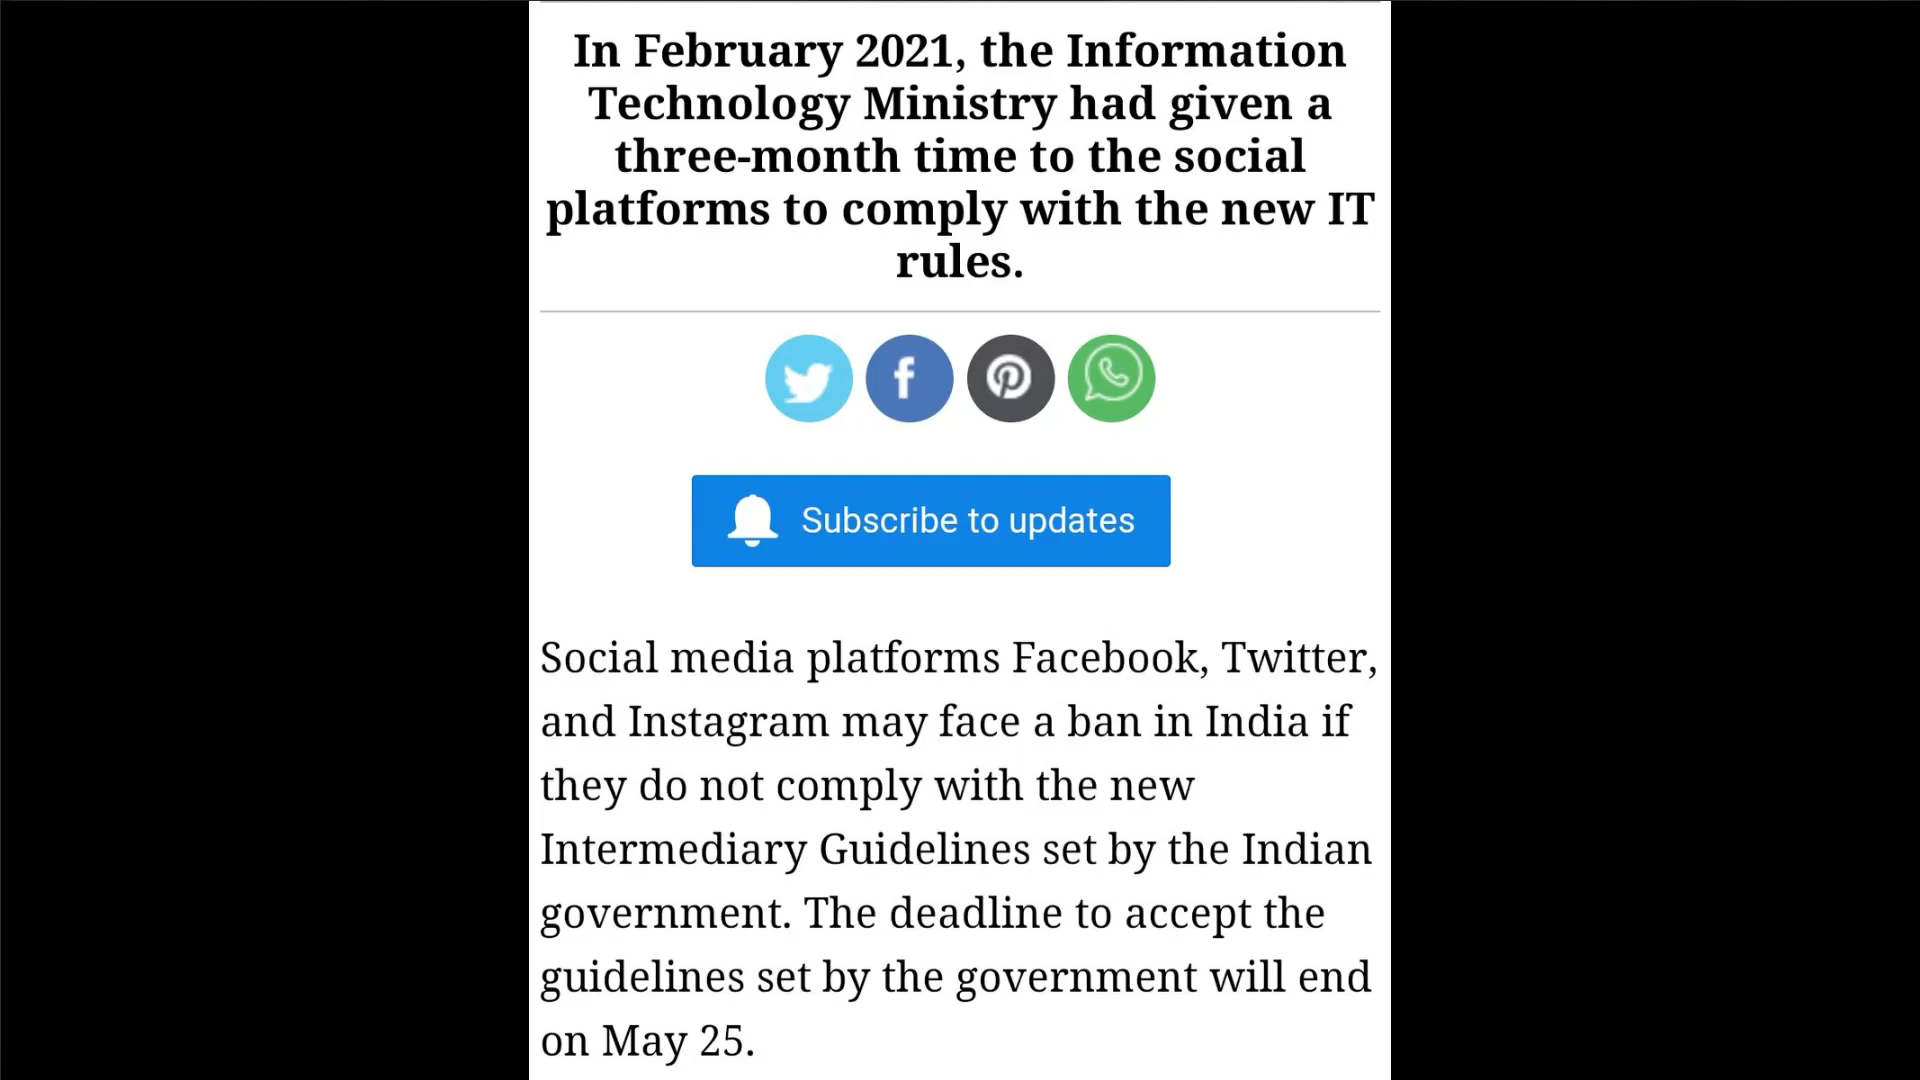 In February 2021, the Information
Technology Ministry had given a
three-month time to the social
platforms to comply with the new IT
rules.
Subscribe to updates
Social media platforms Facebook, Twitter,
and Instagram may face a ban in India if
they do not comply with the new
Intermediary Guidelines set by the Indian
government. The deadline to accept the
guidelines set by the government will end
on May 25.